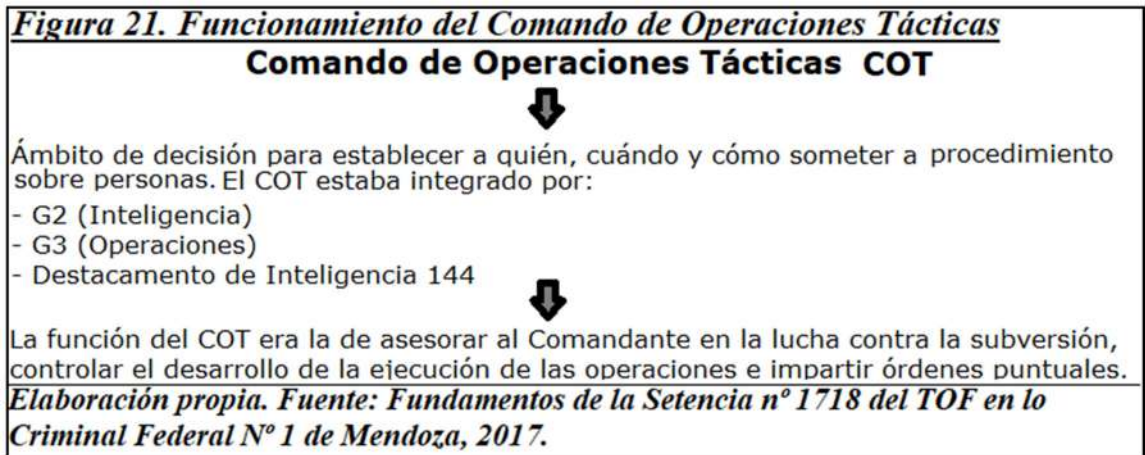 Figura 21. Funcionamiento del Comando de Operaciones Tácticas
Comando de Operaciones Tácticas COT
Ámbito de decisión para establecer a quién, cuándo y cómo someter a procedimiento
sobre personas. El COT estaba integrado por:
- G2 (Inteligencia)
- G3 (Operaciones)
- Destacamento de Inteligencia 144
La función del COT era la de asesorar al Comandante en la lucha contra la subversión,
controlar el desarrollo de la ejecución de las operaciones e impartir órdenes puntuales.
Elaboración propia. Fuente: Fundamentos de la Setencia nº 1718 del TOF en lo
Criminal Federal Nº 1 de Mendoza, 2017.